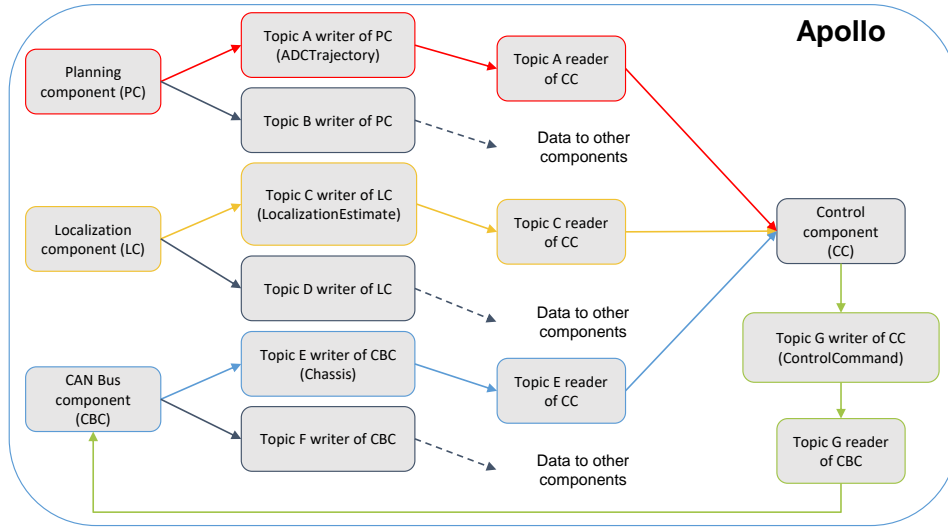 Apollo
Planning
component (PC)
Topic A writer of PC
(ADCTrajectory)
Topic A reader
of CC
Topic B writer of PC
Data to other
components
Localization
component (LC)
Topic C writer of LC
(LocalizationEstimate)
Topic C reader
of CC
Control
component
(CC)
Topic D writer of LC
Data to other
components
Topic G writer of CC
(ControlCommand)
CAN Bus
component
(CBC)
Topic E writer of CBC
(Chassis)
Topic E reader
of CC
Topic F writer of CBC
Data to other
components
Topic G reader
of CBC